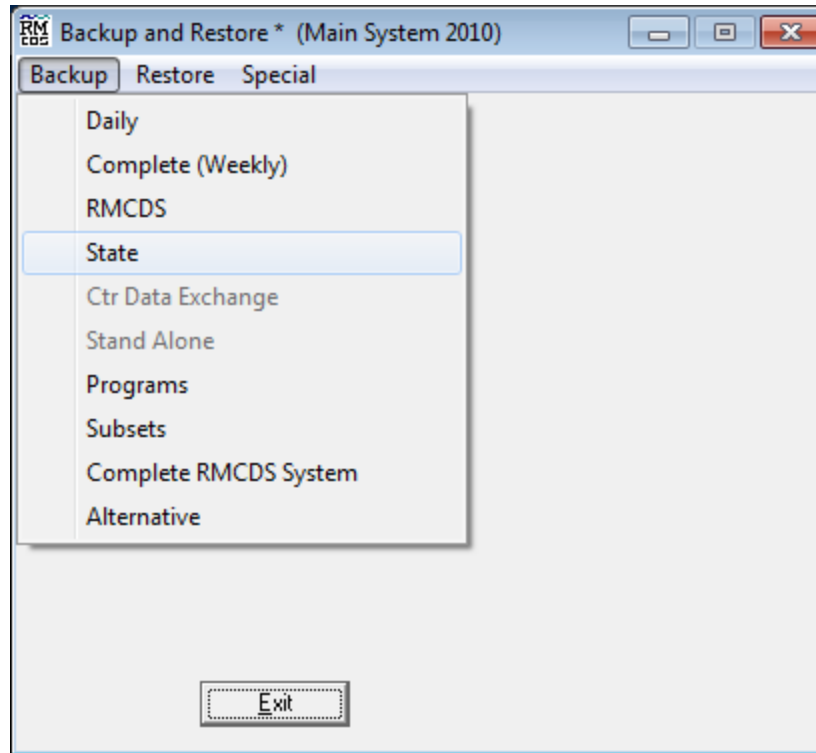 RM
CDS
Backup and Restore * (Main System 2010)
Backup Restore Special
Daily
Complete (Weekly)
RMCDS
State
Ctr Data Exchange
Stand Alone
Programs
Subsets
Complete RMCDS System
Alternative
Exit